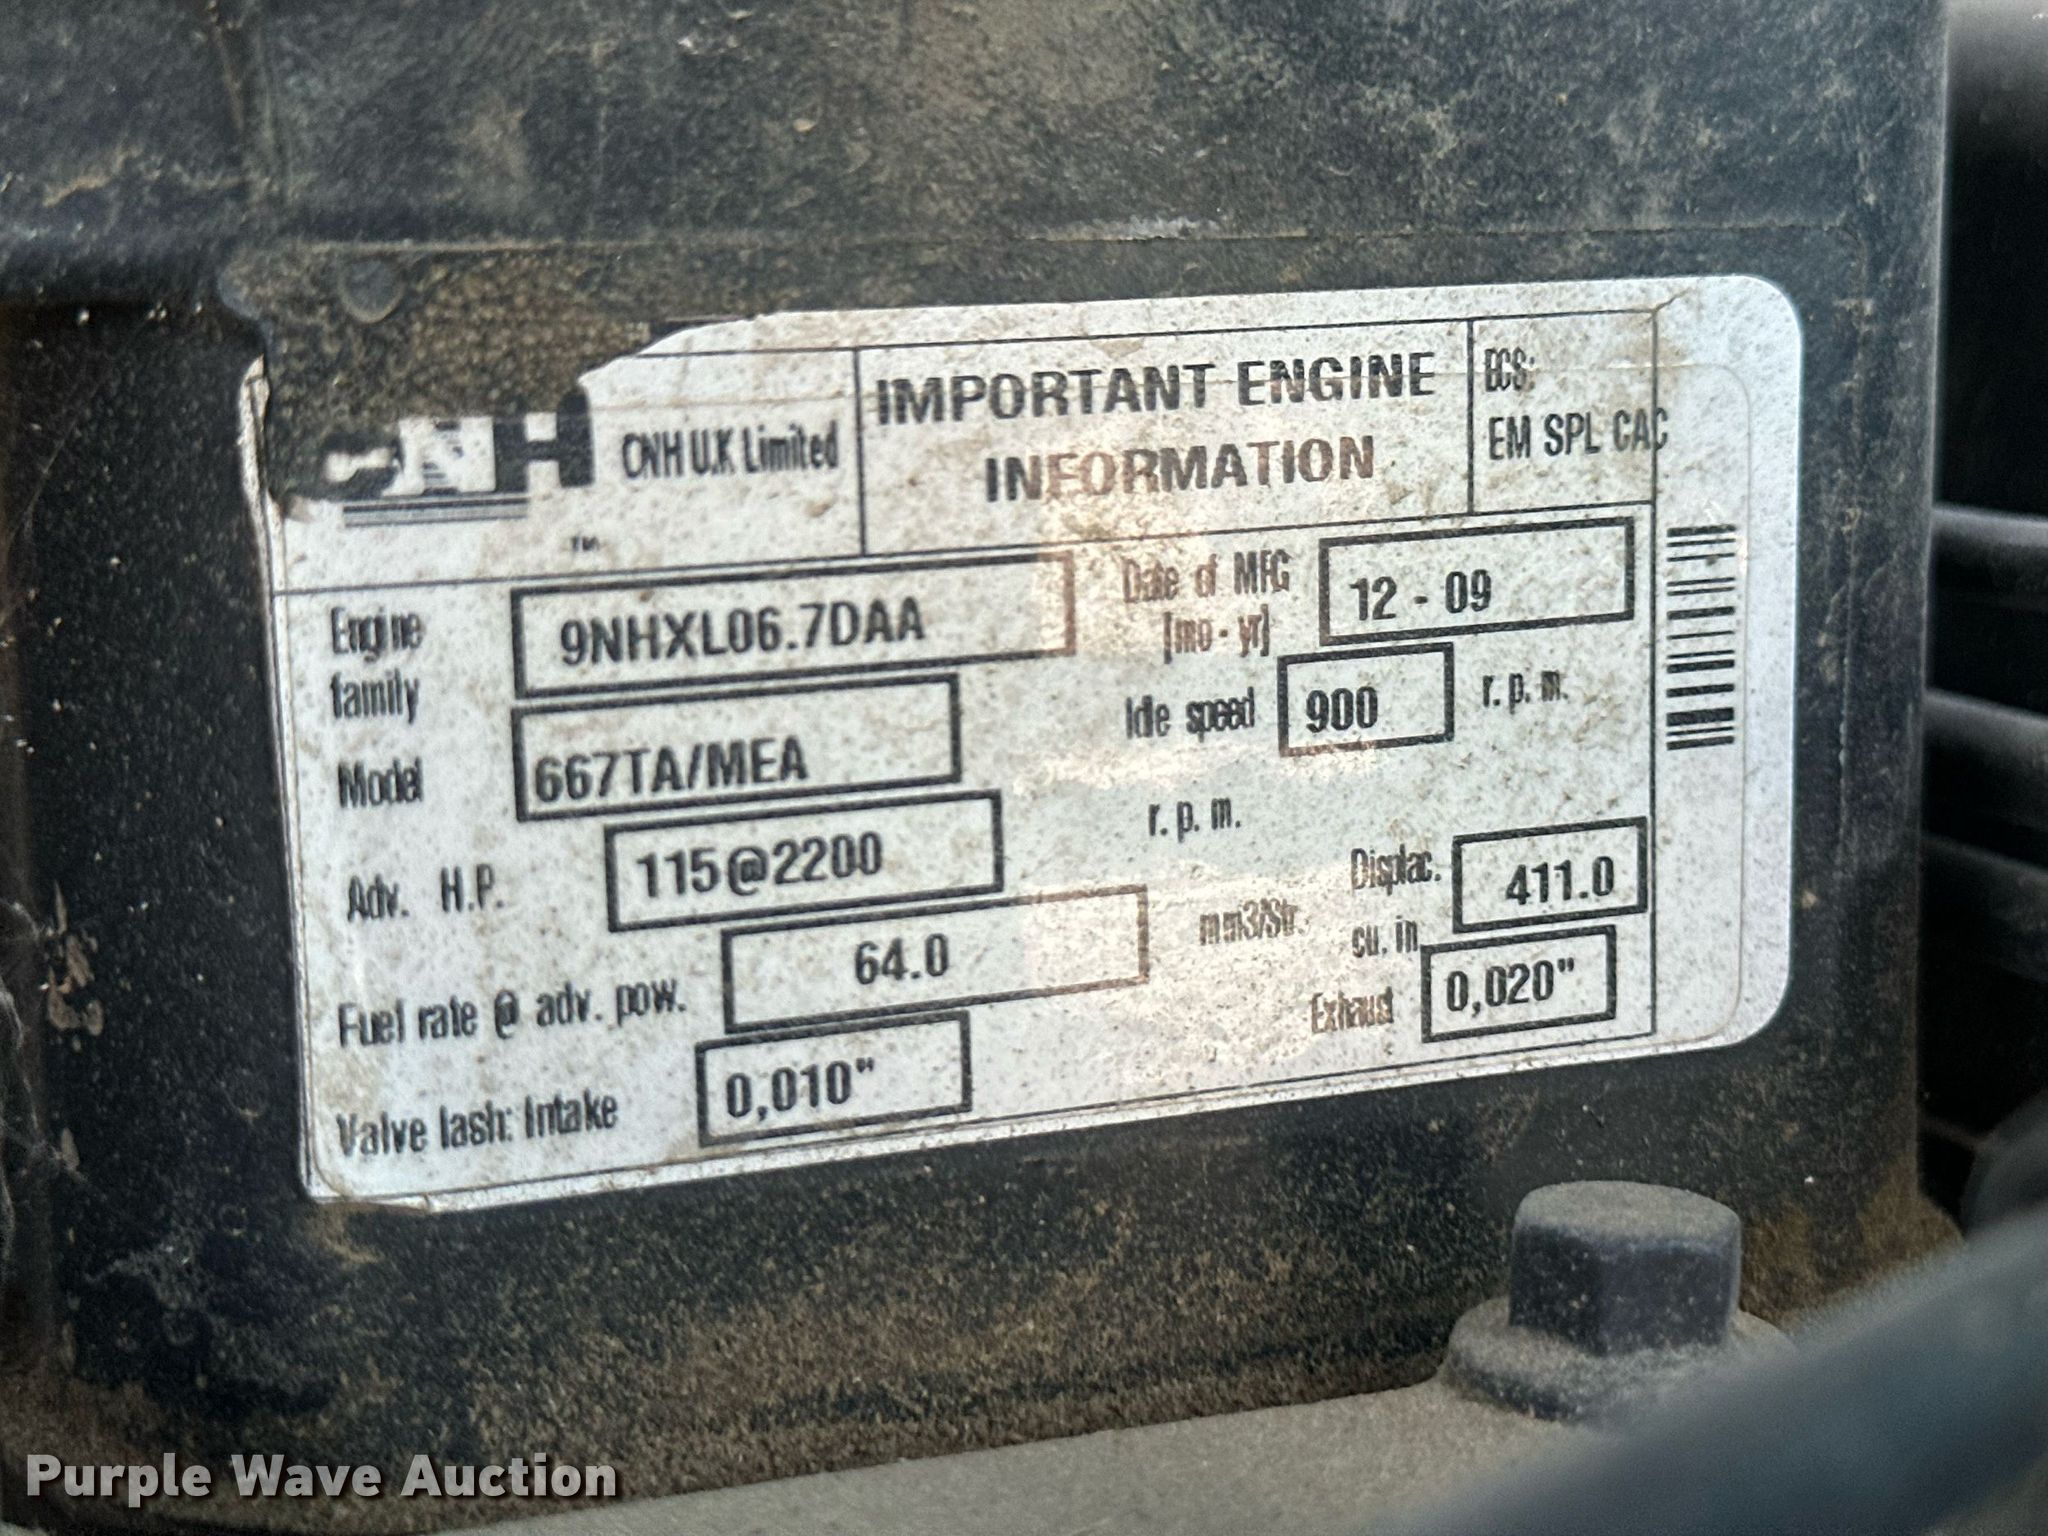 CNH U.K Limited
IMPORTANT ENGINE
INFORMATION
ECS:
EM SPL CAC
TM
Engine
family
9NHXL06.7DAA
Date of MFG
[mo - yr]
12 - 09
Model
667TA/MEA
Idle speed
900
r.p.m.
Adv. H.P.
115@2200
r.p.m.
Displac.
cu. in
411.0
Fuel rate @ adv. pow.
64.0
mm3/Str.
Valve lash: Intake
0,010"
Exhaust
0,020"
Purple Wave Auction